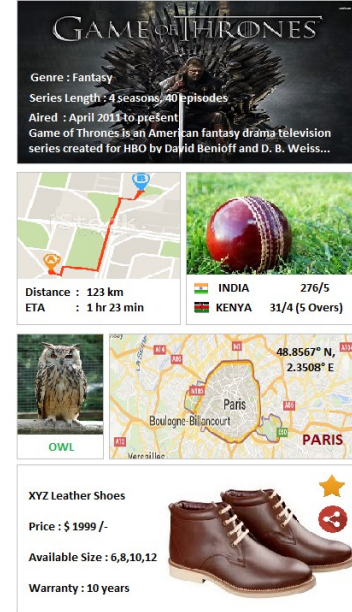 GAME OF THRONES
Genre : Fantasy
Series Length : 4 seasons, 40 episodes
Aired : April 2011 to present
Game of Thrones is an American fantasy drama television
series created for HBO by David Benioff and D. B. Weiss...
B
A
Distance : 123 km
ETA : 1 hr 23 min
INDIA 276/5
KENYA 31/4 (5 Overs)
OWL
48.8567° N,
2.3508° E
Paris
Boulogne-Billancourt
PARIS
Versailles
XYZ Leather Shoes
Price : $ 1999 /-
Available Size : 6,8,10,12
Warranty : 10 years